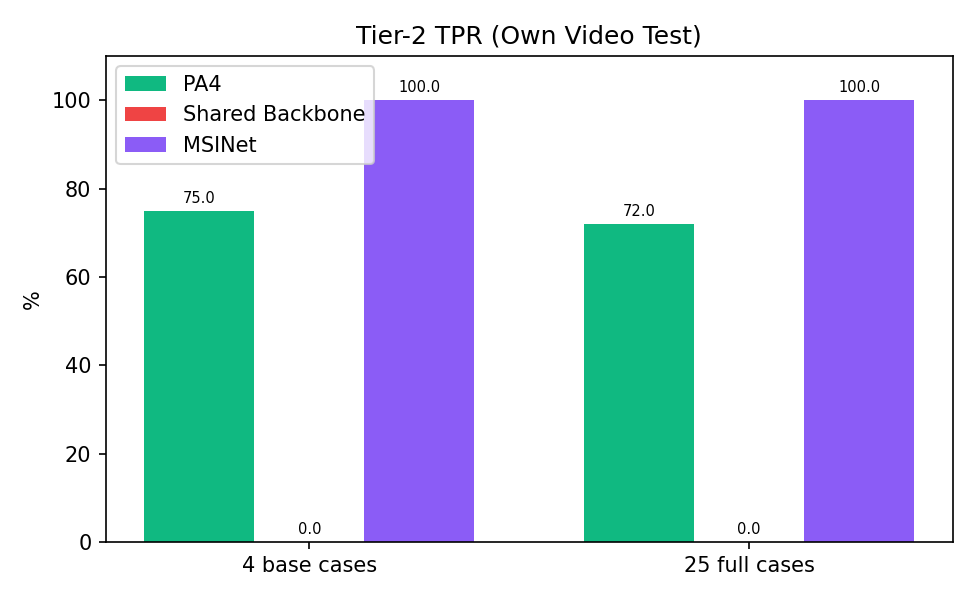 Tier-2 TPR (Own Video Test)
PA4
Shared Backbone
MSINet
100.0
100.0
75.0
72.0
0.0
0.0
100
80
60
40
20
0
%
4 base cases
25 full cases